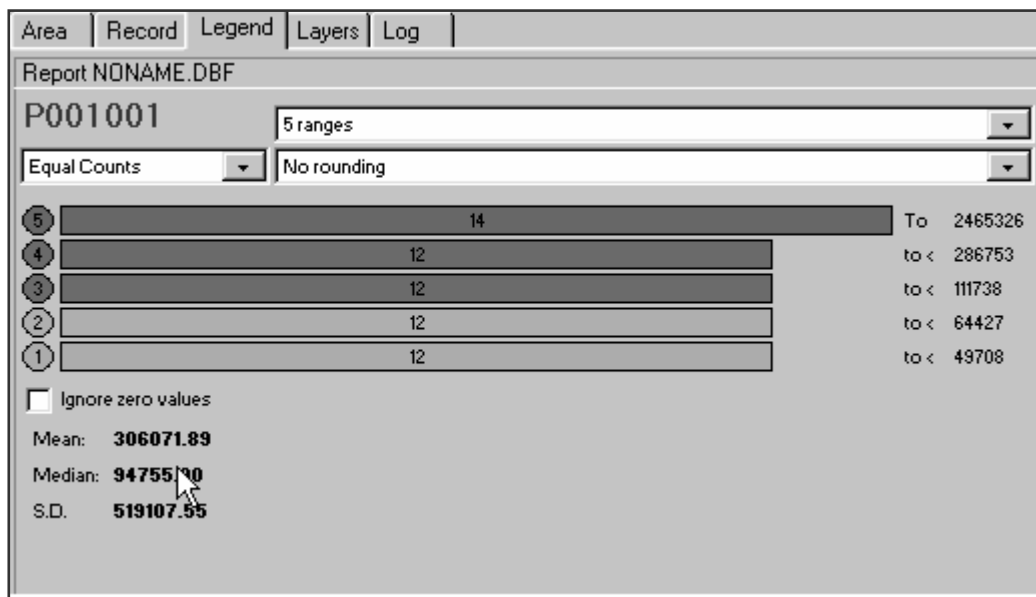 Area Record Legend Layers Log
Report NONAME.DBF
P001001
5 ranges
Equal Counts No rounding
5 14 To 2465326
4 12 to < 286753
3 12 to < 111738
2 12 to < 64427
1 12 to < 49708
Ignore zero values
Mean: 306071.89
Median: 94755.00
S.D. 519107.55